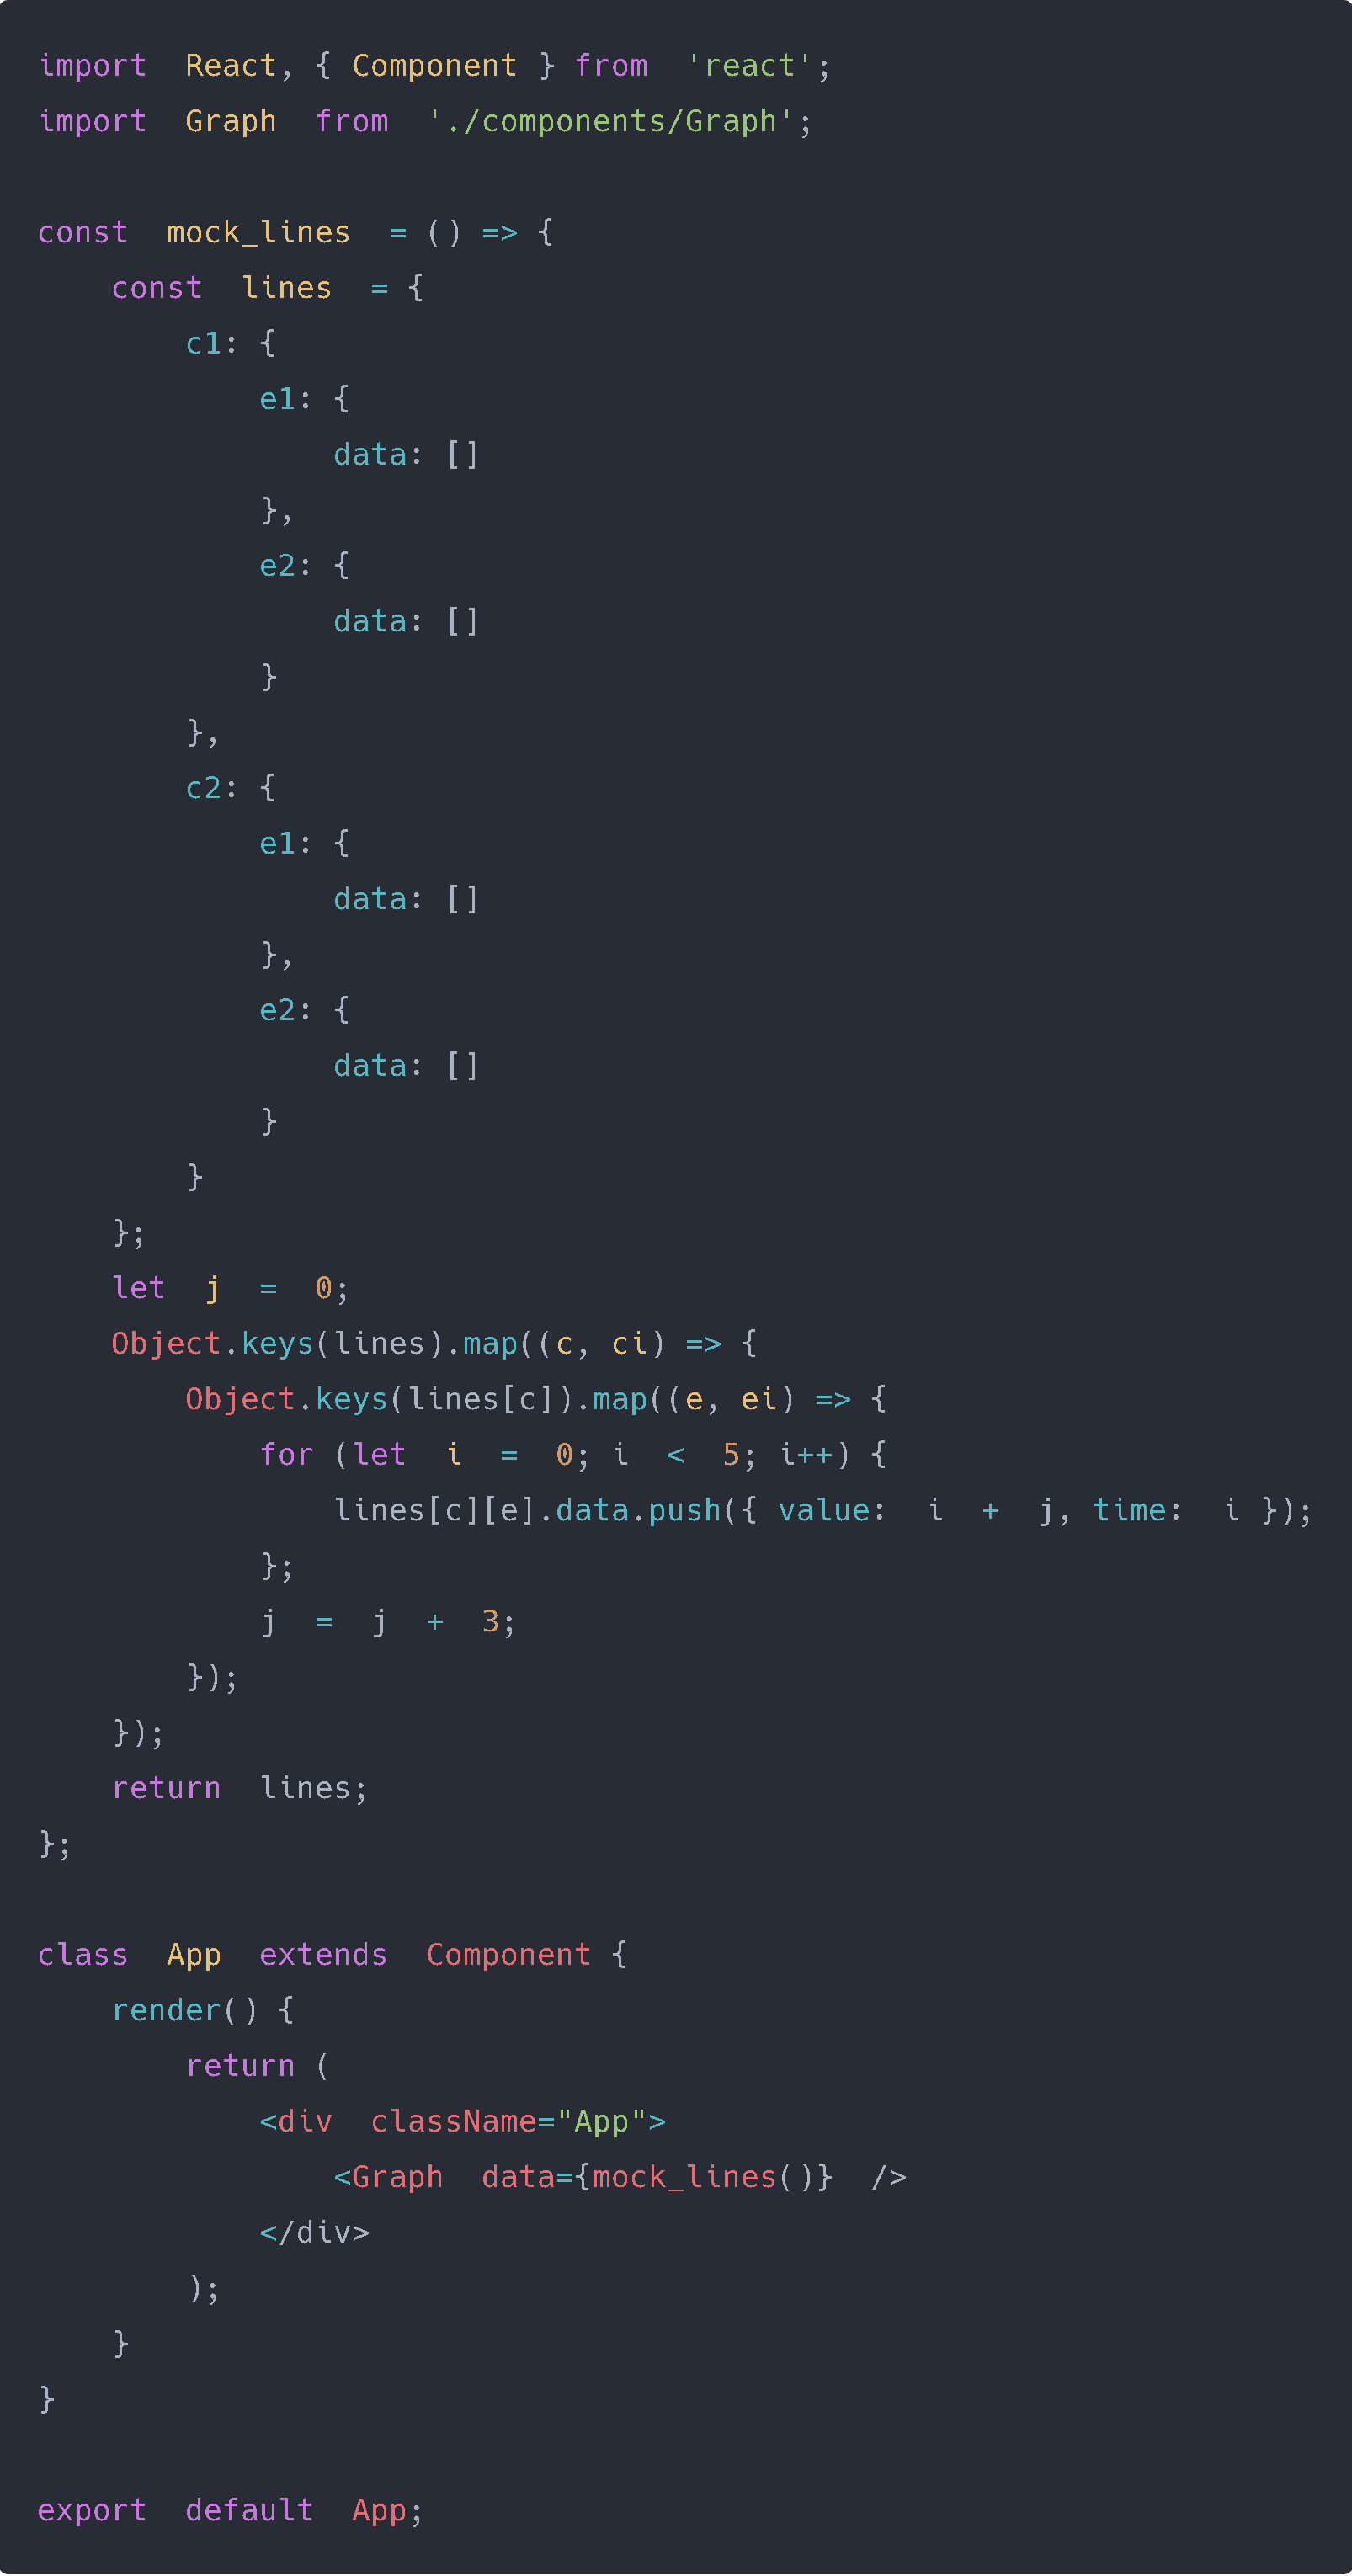 import React, { Component } from 'react';
import Graph from './components/Graph';

const mock_lines = () => {
    const lines = {
        c1: {
            e1: {
                data: []
            },
            e2: {
                data: []
            }
        },
        c2: {
            e1: {
                data: []
            },
            e2: {
                data: []
            }
        }
    };
    let j = 0;
    Object.keys(lines).map((c, ci) => {
        Object.keys(lines[c]).map((e, ei) => {
            for (let i = 0; i < 5; i++) {
                lines[c][e].data.push({ value: i + j, time: i });
            };
            j = j + 3;
        });
    });
    return lines;
};

class App extends Component {
    render() {
        return (
            <div className="App">
                <Graph data={mock_lines()} />
            </div>
        );
    }
}

export default App;